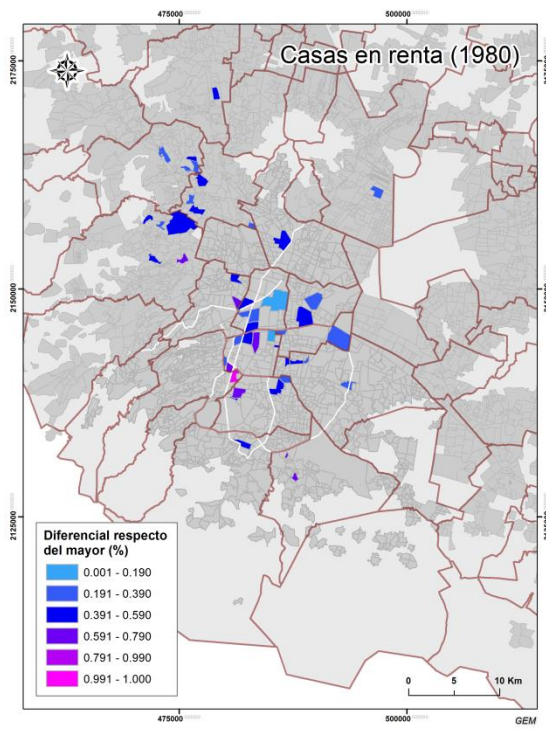 475000 500000
2175000
Casas en renta (1980)
2150000
2125000
Diferencial respecto
del mayor (%)
0.001 - 0.190
0.191 - 0.390
0.391 - 0.590
0.591 - 0.790
0.791 - 0.990
0.991 - 1.000
0 5 10 Km
475000 500000
GEM